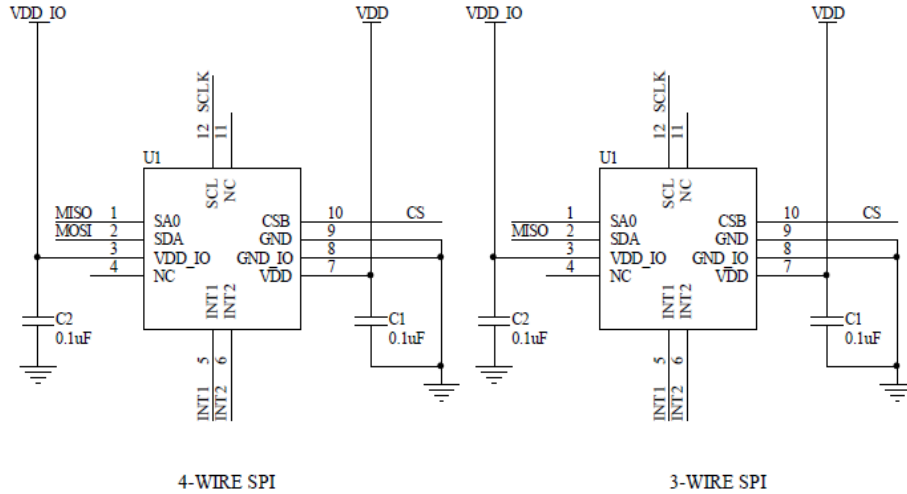 VDD_IO
VDD
SCLK
12
11
U1
SCL
NC
MISO 1 SA0
MOSI 2 SDA
3 VDD_IO
4 NC
CSB 10 CS
GND 9
GND_IO 8
VDD 7
INT1
INT2
5
6
INT1
INT2
C2
0.1uF
C1
0.1uF
4-WIRE SPI
VDD_IO
VDD
SCLK
12
11
U1
SCL
NC
1 SA0
MISO 2 SDA
3 VDD_IO
4 NC
CSB 10 CS
GND 9
GND_IO 8
VDD 7
INT1
INT2
5
6
INT1
INT2
C2
0.1uF
C1
0.1uF
3-WIRE SPI